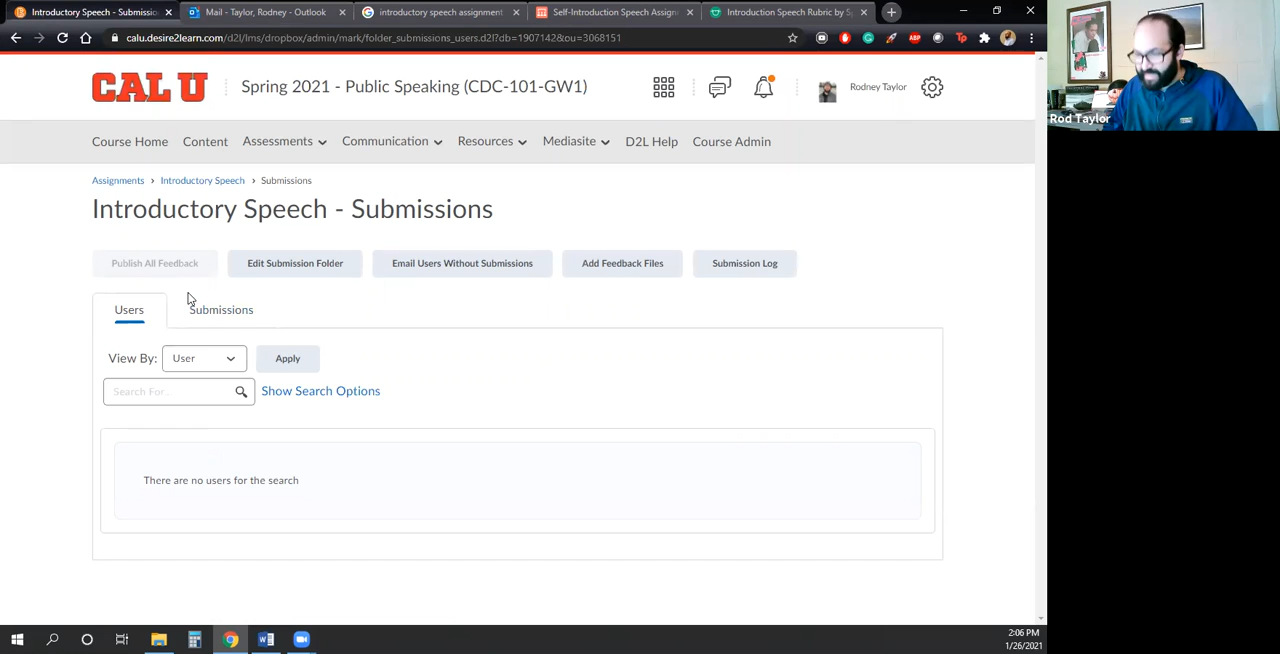 Introductory Speech - Submissio
Mail - Taylor, Rodney - Outlook
introductory speech assignment
Self-Introduction Speech Assign
Introduction Speech Rubric by S
calu.desire2learn.com/d2l/lms/dropbox/admin/mark/folder_submissions_users.d2l?db=1907142&ou=3068151
ABP
Tp
CAL U
Spring 2021 - Public Speaking (CDC-101-GW1)
Rodney Taylor
Rod Taylor
Course Home
Content
Assessments
Communication
Resources
Mediasite
D2L Help
Course Admin
Assignments > Introductory Speech > Submissions
Introductory Speech - Submissions
Publish All Feedback
Edit Submission Folder
Email Users Without Submissions
Add Feedback Files
Submission Log
Users
Submissions
View By:
User
Apply
Search For...
Show Search Options
There are no users for the search
2:06 PM
1/26/2021